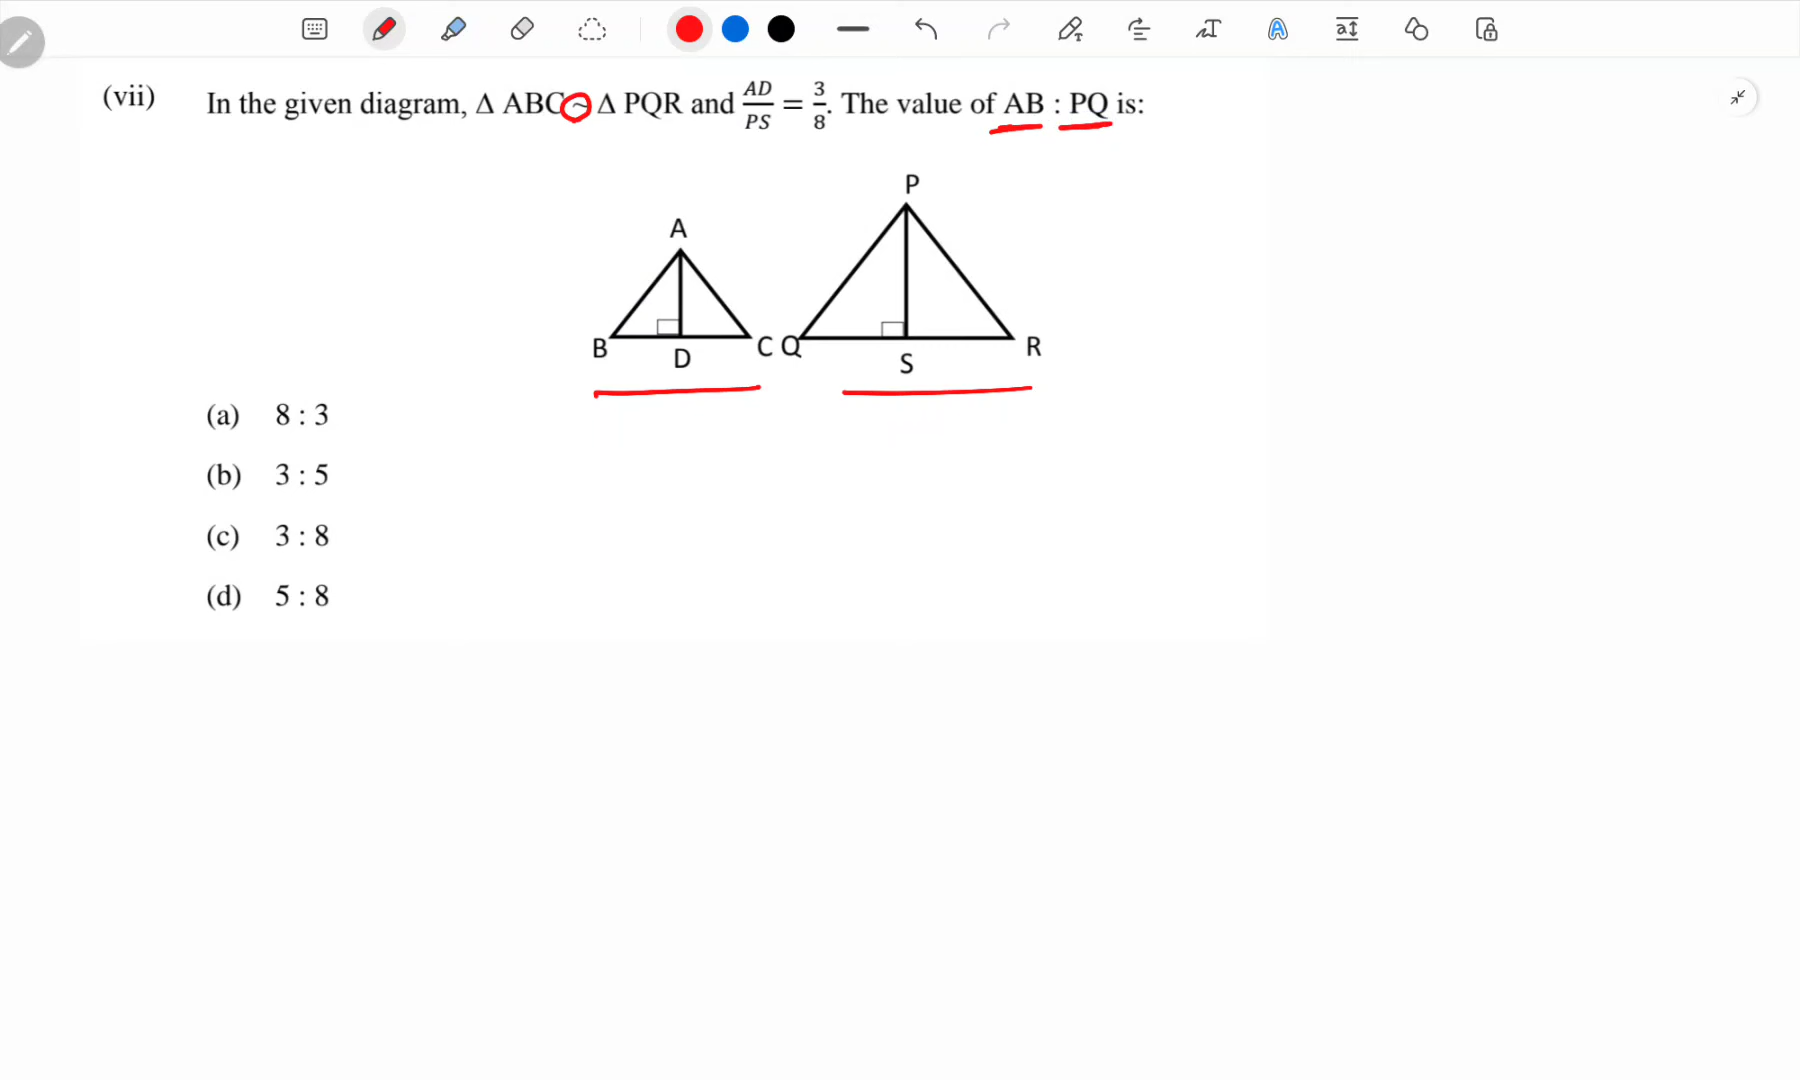 (vii) In the given diagram, Δ ABC ~ Δ PQR and AD/PS = 3/8. The value of AB : PQ is:
P
A
B D C Q S R
(a) 8 : 3
(b) 3 : 5
(c) 3 : 8
(d) 5 : 8